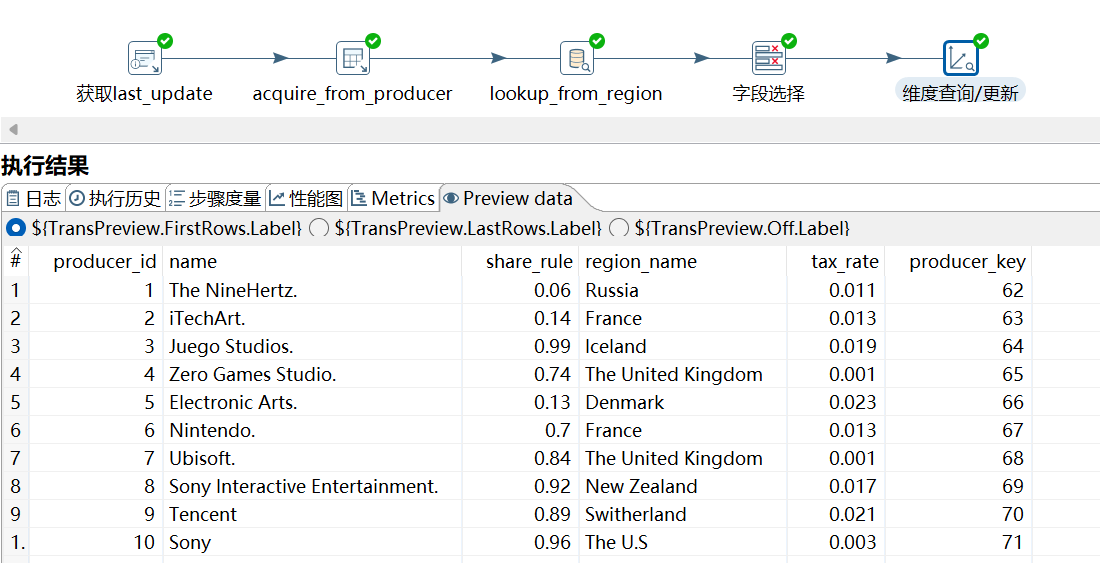 获取last_update acquire_from_producer lookup_from_region 字段选择 维度查询/更新
执行结果
日志 执行历史 步骤度量 性能图 Metrics Preview data
${TransPreview.FirstRows.Label} ${TransPreview.LastRows.Label} ${TransPreview.Off.Label}
# producer_id name share_rule region_name tax_rate producer_key
1 1 The NineHertz. 0.06 Russia 0.011 62
2 2 iTechArt. 0.14 France 0.013 63
3 3 Juego Studios. 0.99 Iceland 0.019 64
4 4 Zero Games Studio. 0.74 The United Kingdom 0.001 65
5 5 Electronic Arts. 0.13 Denmark 0.023 66
6 6 Nintendo. 0.7 France 0.013 67
7 7 Ubisoft. 0.84 The United Kingdom 0.001 68
8 8 Sony Interactive Entertainment. 0.92 New Zealand 0.017 69
9 9 Tencent 0.89 Switherland 0.021 70
1. 10 Sony 0.96 The U.S 0.003 71